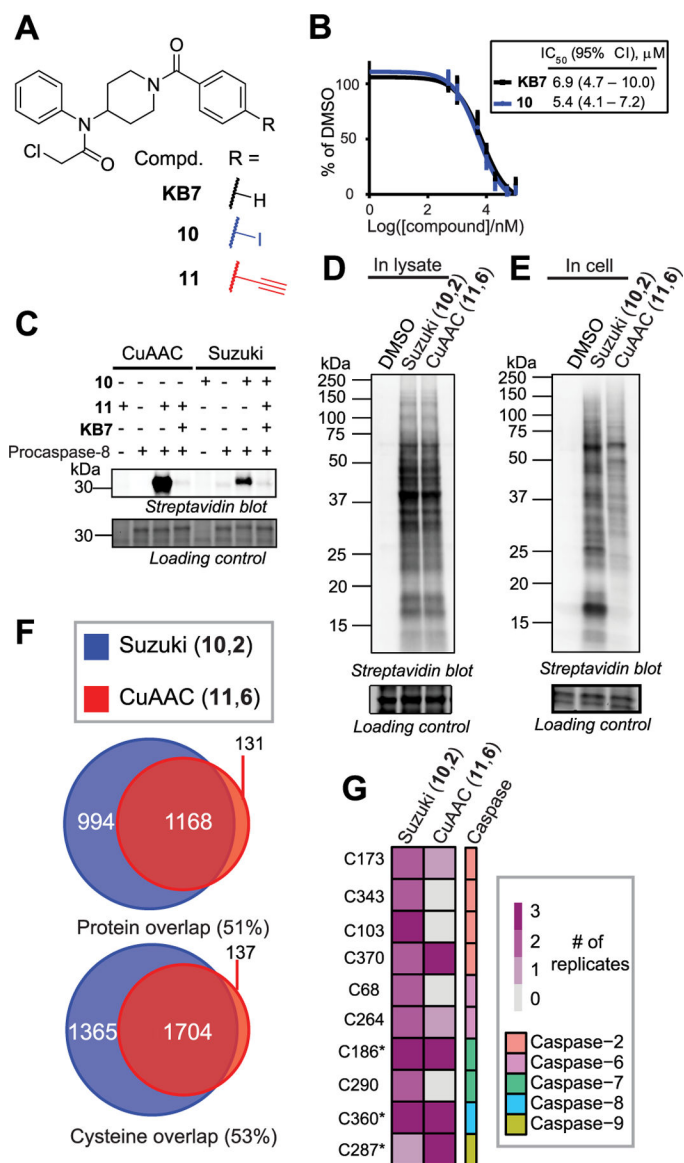 A
N
O
N
R
Cl
O
Compd. R =
KB7
H
10
I
11
B
IC50 (95% CI), μM
KB7 6.9 (4.7 – 10.0)
10 5.4 (4.1 – 7.2)
100
50
0
0 2 4
% of DMSO
Log([compound]/nM)
C
CuAAC Suzuki
10 - - - - + - + +
11 + - + + - - - +
KB7 - - - + - - - +
Procaspase-8 - + + + - + + +
kDa
30
Streptavidin blot
30
Loading control
D
In lysate
DMSO
Suzuki (10,2)
CuAAC (11,6)
kDa
250
150
100
75
50
37
25
20
15
Streptavidin blot
Loading control
E
In cell
DMSO
Suzuki (10,2)
CuAAC (11,6)
kDa
250
150
100
75
50
37
25
20
15
Streptavidin blot
Loading control
F
Suzuki (10,2)
CuAAC (11,6)
131
994 1168
Protein overlap (51%)
137
1365 1704
Cysteine overlap (53%)
G
Suzuki (10,2)
CuAAC (11,6)
Caspase
C173
C343
C103
C370
C68
C264
C186*
C290
C360*
C287*
3
2
1
0
# of
replicates
Caspase−2
Caspase−6
Caspase−7
Caspase−8
Caspase−9